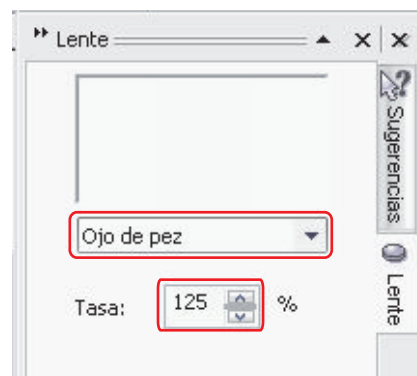 Lente
Ojo de pez
Tasa: 125 %
Sugerencias
Lente